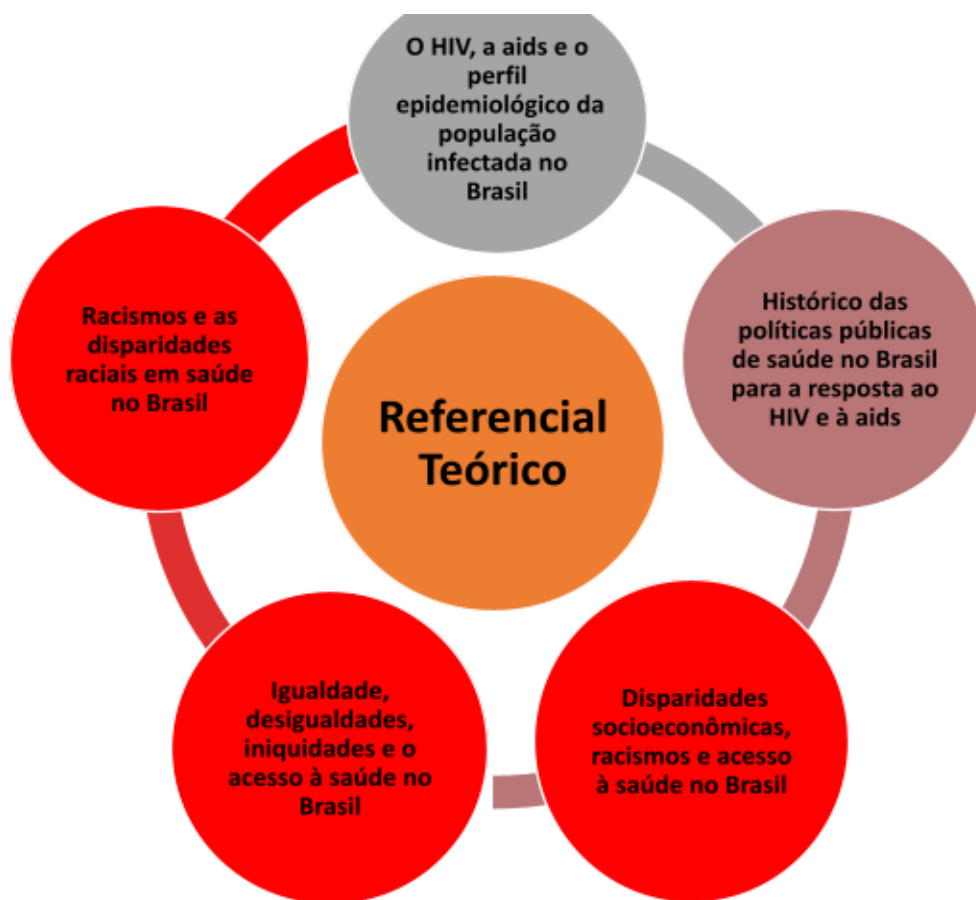 O HIV, a aids e o
perfil
epidemiológico da
população
infectada no
Brasil
Histórico das
políticas públicas
de saúde no Brasil
para a resposta ao
HIV e à aids
Disparidades
socioeconômicas,
racismos e acesso
à saúde no Brasil
Igualdade,
desigualdades,
iniquidades e o
acesso à saúde no
Brasil
Racismos e as
disparidades
raciais em saúde
no Brasil
Referencial
Teórico